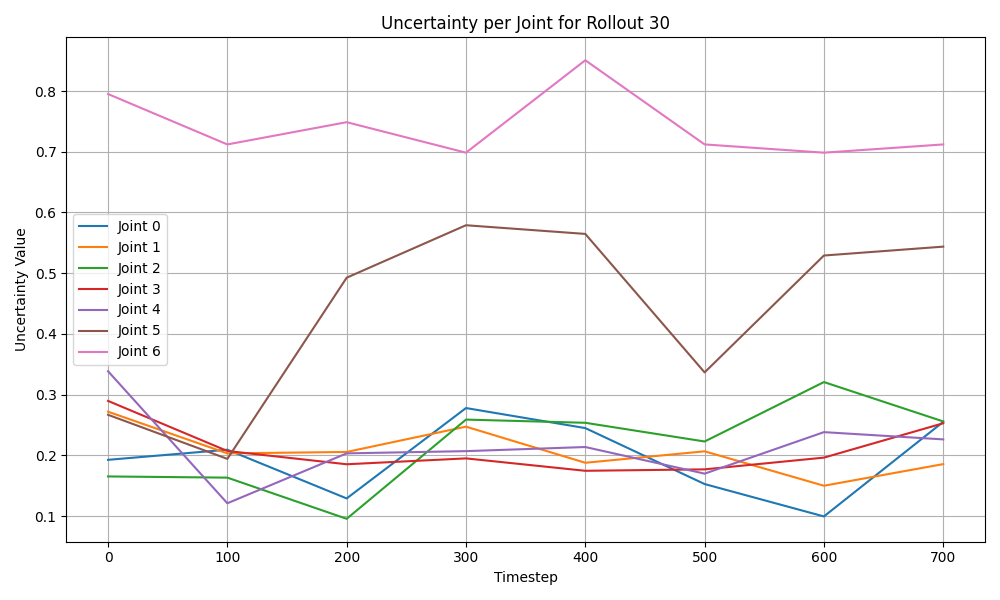 Uncertainty per Joint for Rollout 30
Uncertainty Value
0.8
0.7
0.6
0.5
0.4
0.3
0.2
0.1
Joint 0
Joint 1
Joint 2
Joint 3
Joint 4
Joint 5
Joint 6
0 100 200 300 400 500 600 700
Timestep